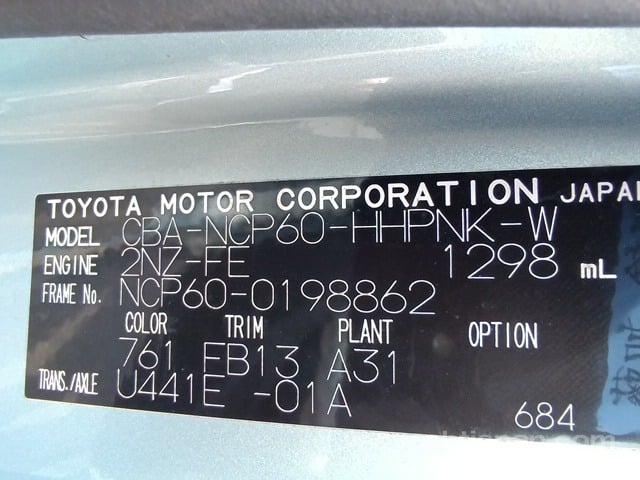 TOYOTA MOTOR CORPORATION JAPAN
MODEL CBA-NCP60-HHPNK-W
ENGINE 2NZ-FE 1298 mL
FRAME No. NCP60-0198862
COLOR TRIM PLANT OPTION
761 EB13 A31
TRANS./AXLE U441E -01A
684